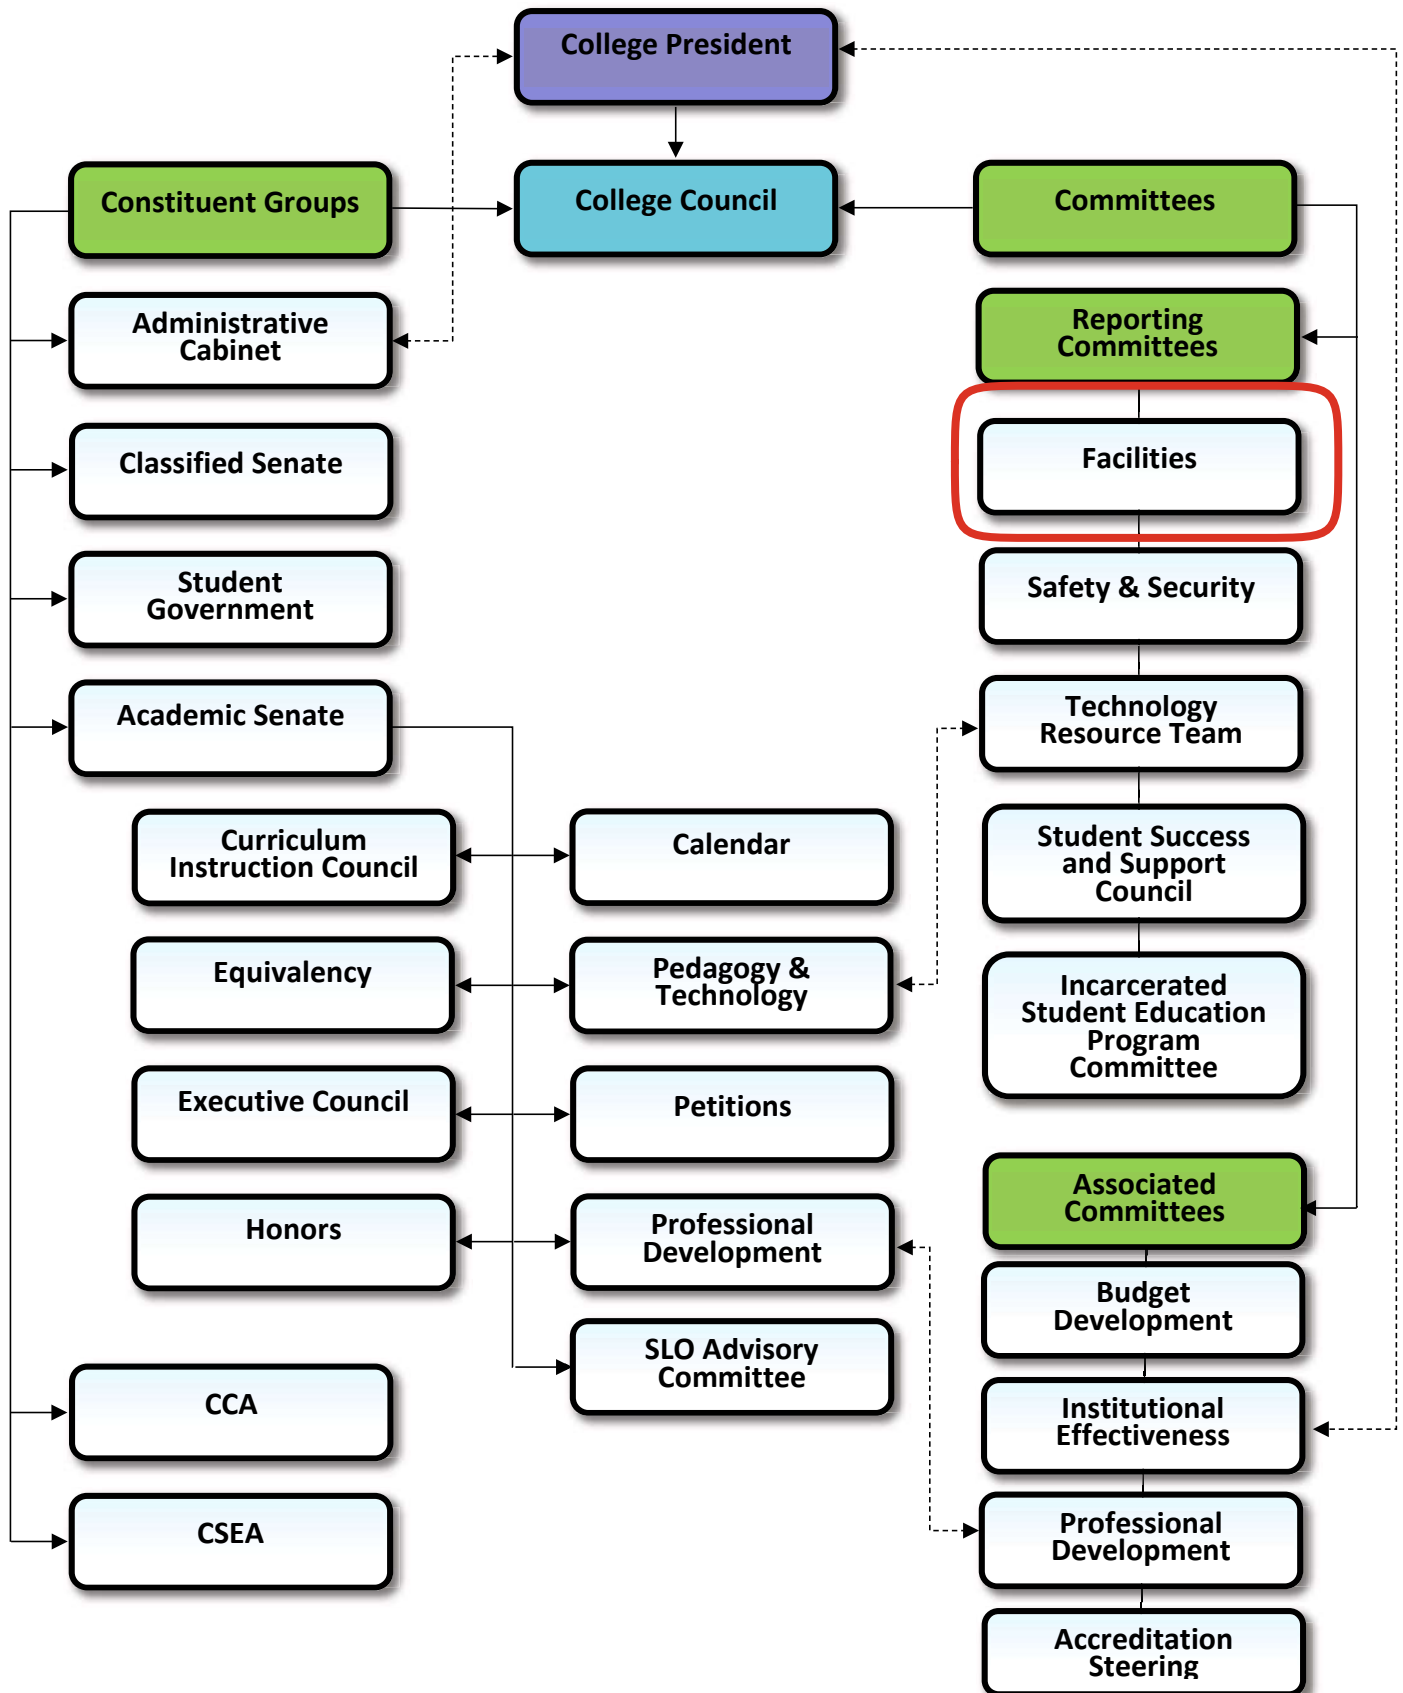 College President
Constituent Groups
College Council
Committees
Administrative
Cabinet
Reporting
Committees
Classified Senate
Facilities
Student
Government
Safety & Security
Academic Senate
Technology
Resource Team
Curriculum
Instruction Council
Calendar
Student Success
and Support
Council
Equivalency
Pedagogy &
Technology
Incarcerated
Student Education
Program
Committee
Executive Council
Petitions
Honors
Professional
Development
Associated
Committees
Budget
Development
SLO Advisory
Committee
CCA
Institutional
Effectiveness
CSEA
Professional
Development
Accreditation
Steering